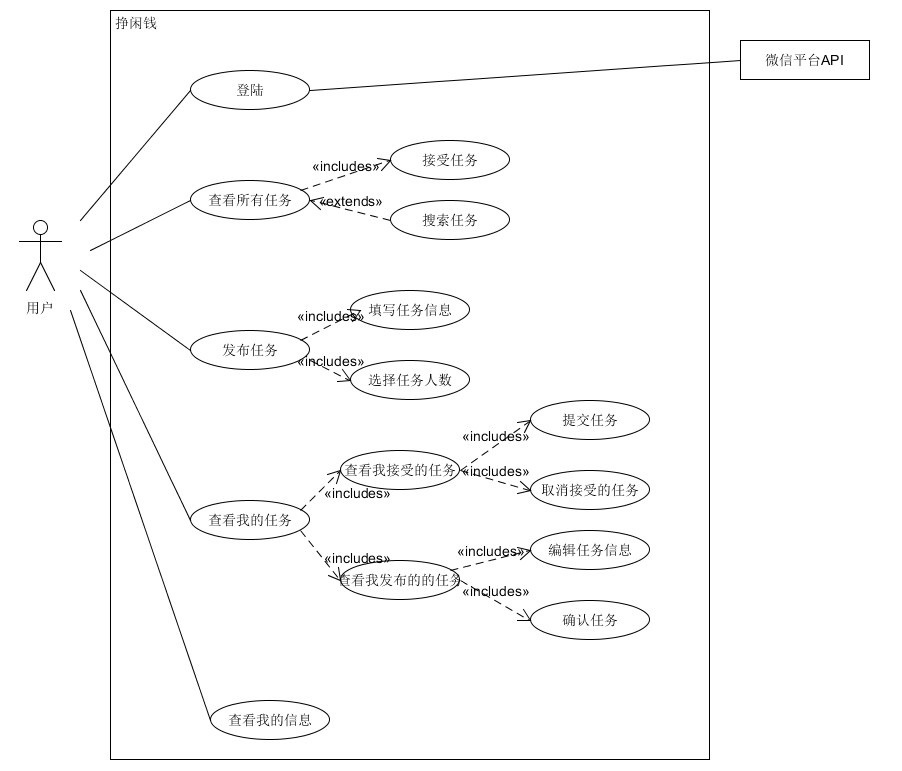 挣闲钱
微信平台API
登陆
«includes»
接受任务
查看所有任务
«extends»
搜索任务
用户
«includes»
填写任务信息
发布任务
«includes»
选择任务人数
提交任务
«includes»
查看我接受的任务
«includes»
取消接受的任务
«includes»
查看我的任务
«includes»
编辑任务信息
«includes»
查看我发布的的任务
«includes»
确认任务
查看我的信息